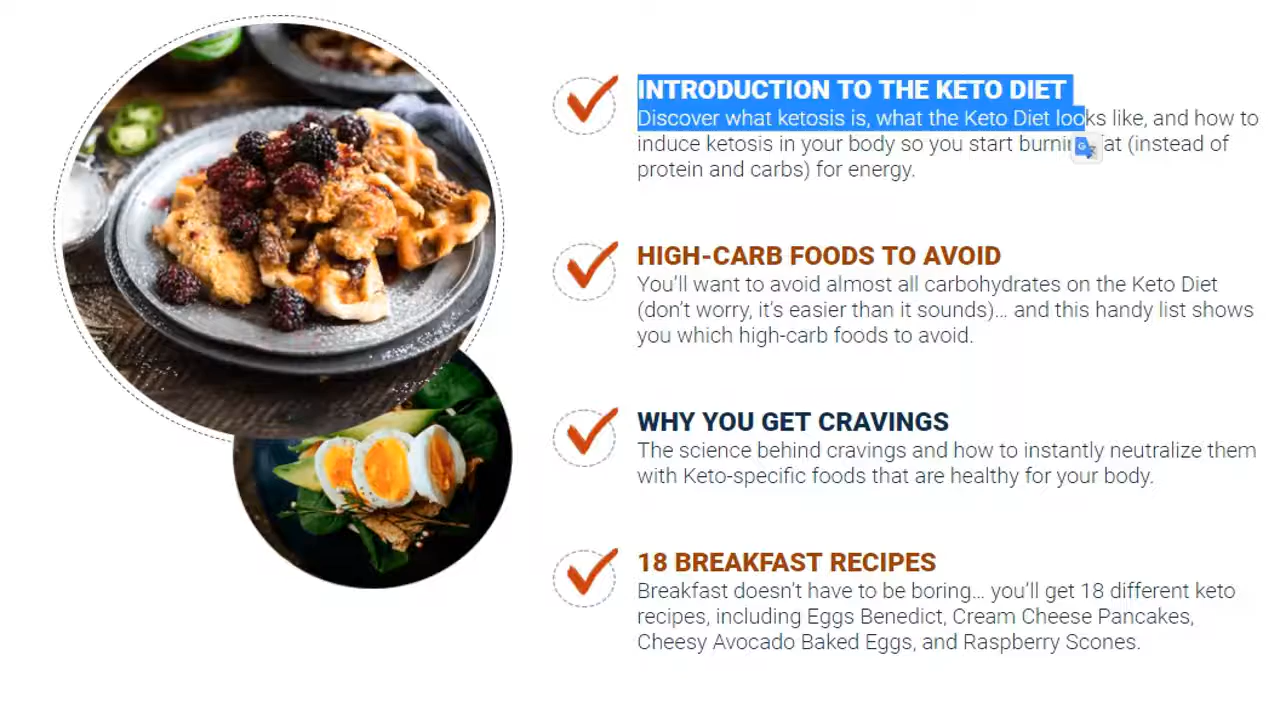 INTRODUCTION TO THE KETO DIET
Discover what ketosis is, what the Keto Diet looks like, and how to
induce ketosis in your body so you start burnin at (instead of
protein and carbs) for energy.
HIGH-CARB FOODS TO AVOID
You’ll want to avoid almost all carbohydrates on the Keto Diet
(don’t worry, it’s easier than it sounds)... and this handy list shows
you which high-carb foods to avoid.
WHY YOU GET CRAVINGS
The science behind cravings and how to instantly neutralize them
with Keto-specific foods that are healthy for your body.
18 BREAKFAST RECIPES
Breakfast doesn’t have to be boring... you’ll get 18 different keto
recipes, including Eggs Benedict, Cream Cheese Pancakes,
Cheesy Avocado Baked Eggs, and Raspberry Scones.